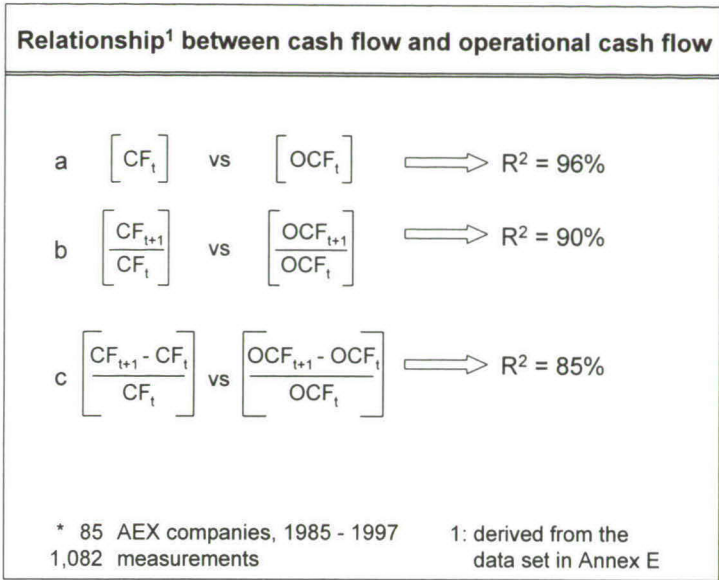 Relationship¹ between cash flow and operational cash flow
a [CFₜ] vs [OCFₜ] ⇒ R² = 96%
b [CFₜ₊₁ / CFₜ] vs [OCFₜ₊₁ / OCFₜ] ⇒ R² = 90%
c [CFₜ₊₁ - CFₜ / CFₜ] vs [OCFₜ₊₁ - OCFₜ / OCFₜ] ⇒ R² = 85%
* 85 AEX companies, 1985 - 1997
1,082 measurements
1: derived from the
data set in Annex E